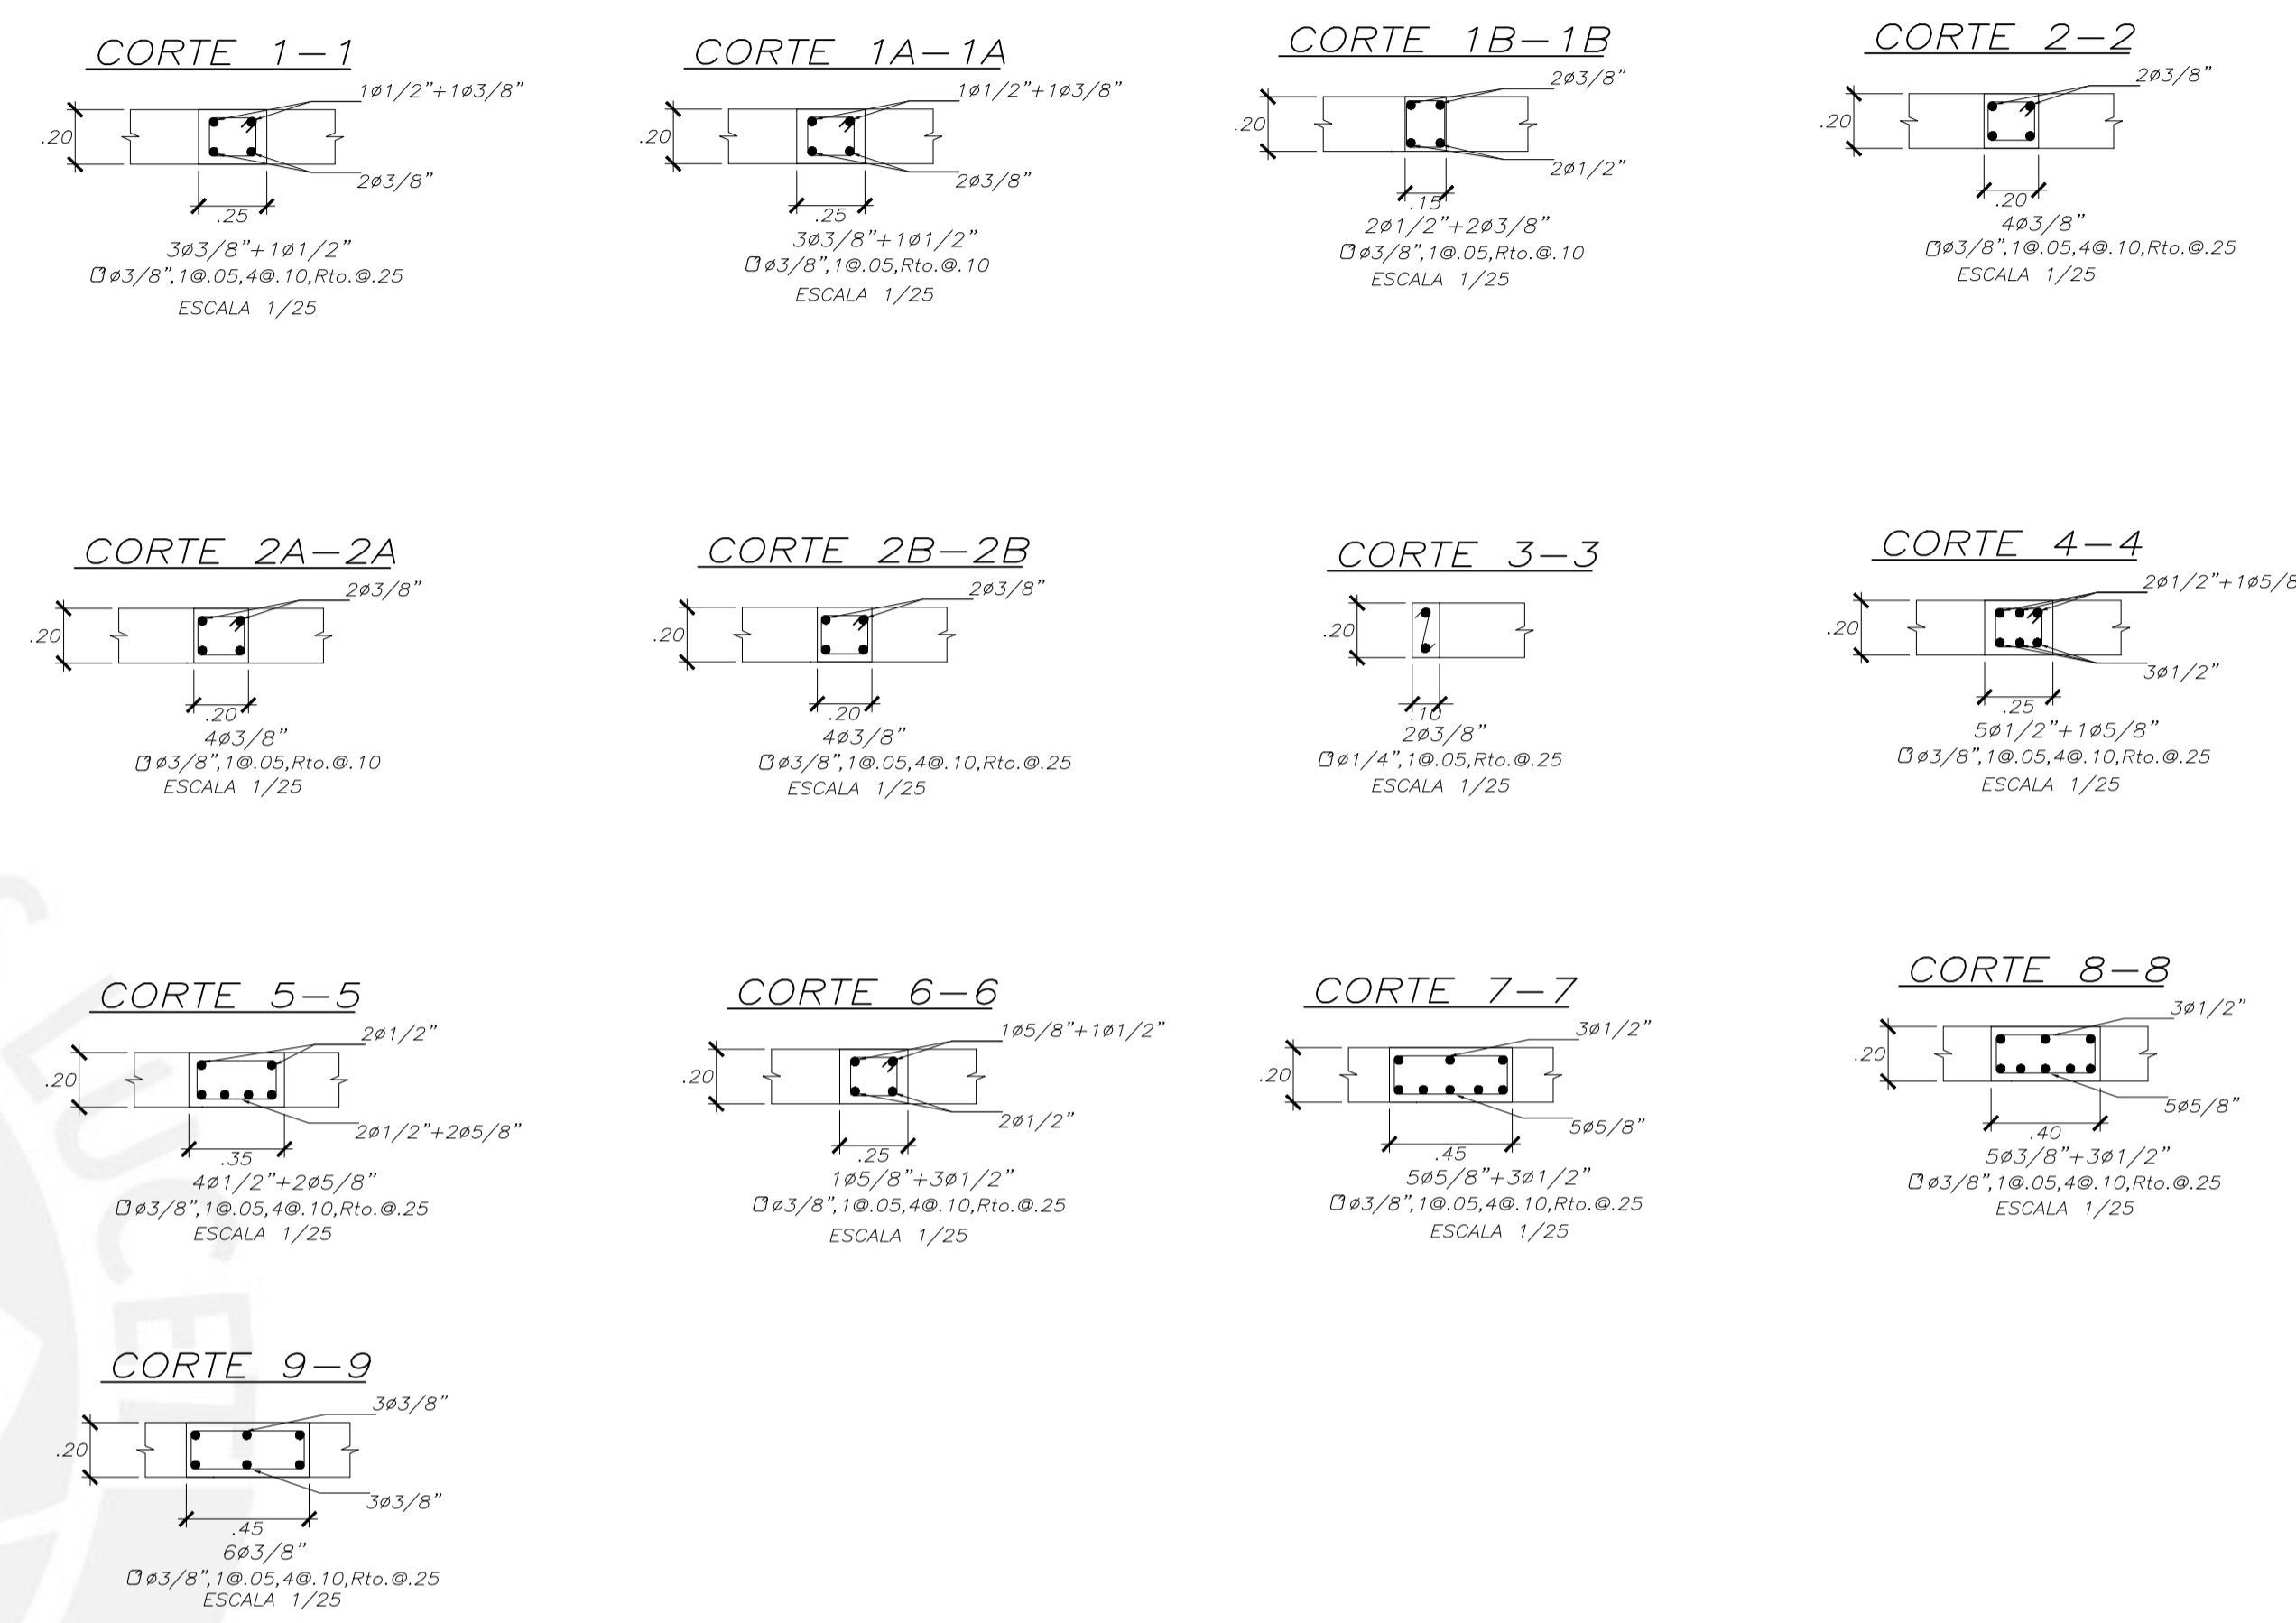 CORTE 1-1
1ø1/2"+1ø3/8"
.20
2ø3/8"
.25
3ø3/8"+1ø1/2"
ø3/8",1@.05,4@.10,Rto.@.25
ESCALA 1/25
CORTE 1A-1A
1ø1/2"+1ø3/8"
.20
2ø3/8"
.25
3ø3/8"+1ø1/2"
ø3/8",1@.05,Rto.@.10
ESCALA 1/25
CORTE 1B-1B
2ø3/8"
.20
2ø1/2"
.15
2ø1/2"+2ø3/8"
ø3/8",1@.05,Rto.@.10
ESCALA 1/25
CORTE 2-2
2ø3/8"
.20
.20
4ø3/8"
ø3/8",1@.05,4@.10,Rto.@.25
ESCALA 1/25
CORTE 2A-2A
2ø3/8"
.20
.20
4ø3/8"
ø3/8",1@.05,Rto.@.10
ESCALA 1/25
CORTE 2B-2B
2ø3/8"
.20
.20
4ø3/8"
ø3/8",1@.05,4@.10,Rto.@.25
ESCALA 1/25
CORTE 3-3
.20
.10
2ø3/8"
ø1/4",1@.05,Rto.@.25
ESCALA 1/25
CORTE 4-4
2ø1/2"+1ø5/8
.20
3ø1/2"
.25
5ø1/2"+1ø5/8"
ø3/8",1@.05,4@.10,Rto.@.25
ESCALA 1/25
CORTE 5-5
2ø1/2"
.20
2ø1/2"+2ø5/8"
.35
4ø1/2"+2ø5/8"
ø3/8",1@.05,4@.10,Rto.@.25
ESCALA 1/25
CORTE 6-6
1ø5/8"+1ø1/2"
.20
2ø1/2"
.25
1ø5/8"+3ø1/2"
ø3/8",1@.05,4@.10,Rto.@.25
ESCALA 1/25
CORTE 7-7
3ø1/2"
.20
5ø5/8"
.45
5ø5/8"+3ø1/2"
ø3/8",1@.05,4@.10,Rto.@.25
ESCALA 1/25
CORTE 8-8
3ø1/2"
.20
5ø5/8"
.40
5ø3/8"+3ø1/2"
ø3/8",1@.05,4@.10,Rto.@.25
ESCALA 1/25
CORTE 9-9
3ø3/8"
.20
3ø3/8"
.45
6ø3/8"
ø3/8",1@.05,4@.10,Rto.@.25
ESCALA 1/25
LUCET